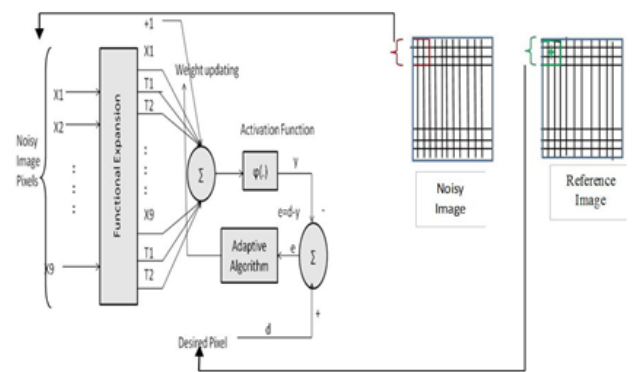 +1
X1
Weight updating
T1
T2
X1
X2
Noisy
Image
Pixels
Functional Expansion
Activation Function
Σ
φ(.)
y
X9
e=d-y
-
Adaptive
Algorithm
e
Σ
T1
T2
X9
+
d
Desired Pixel
Noisy
Image
Reference
Image